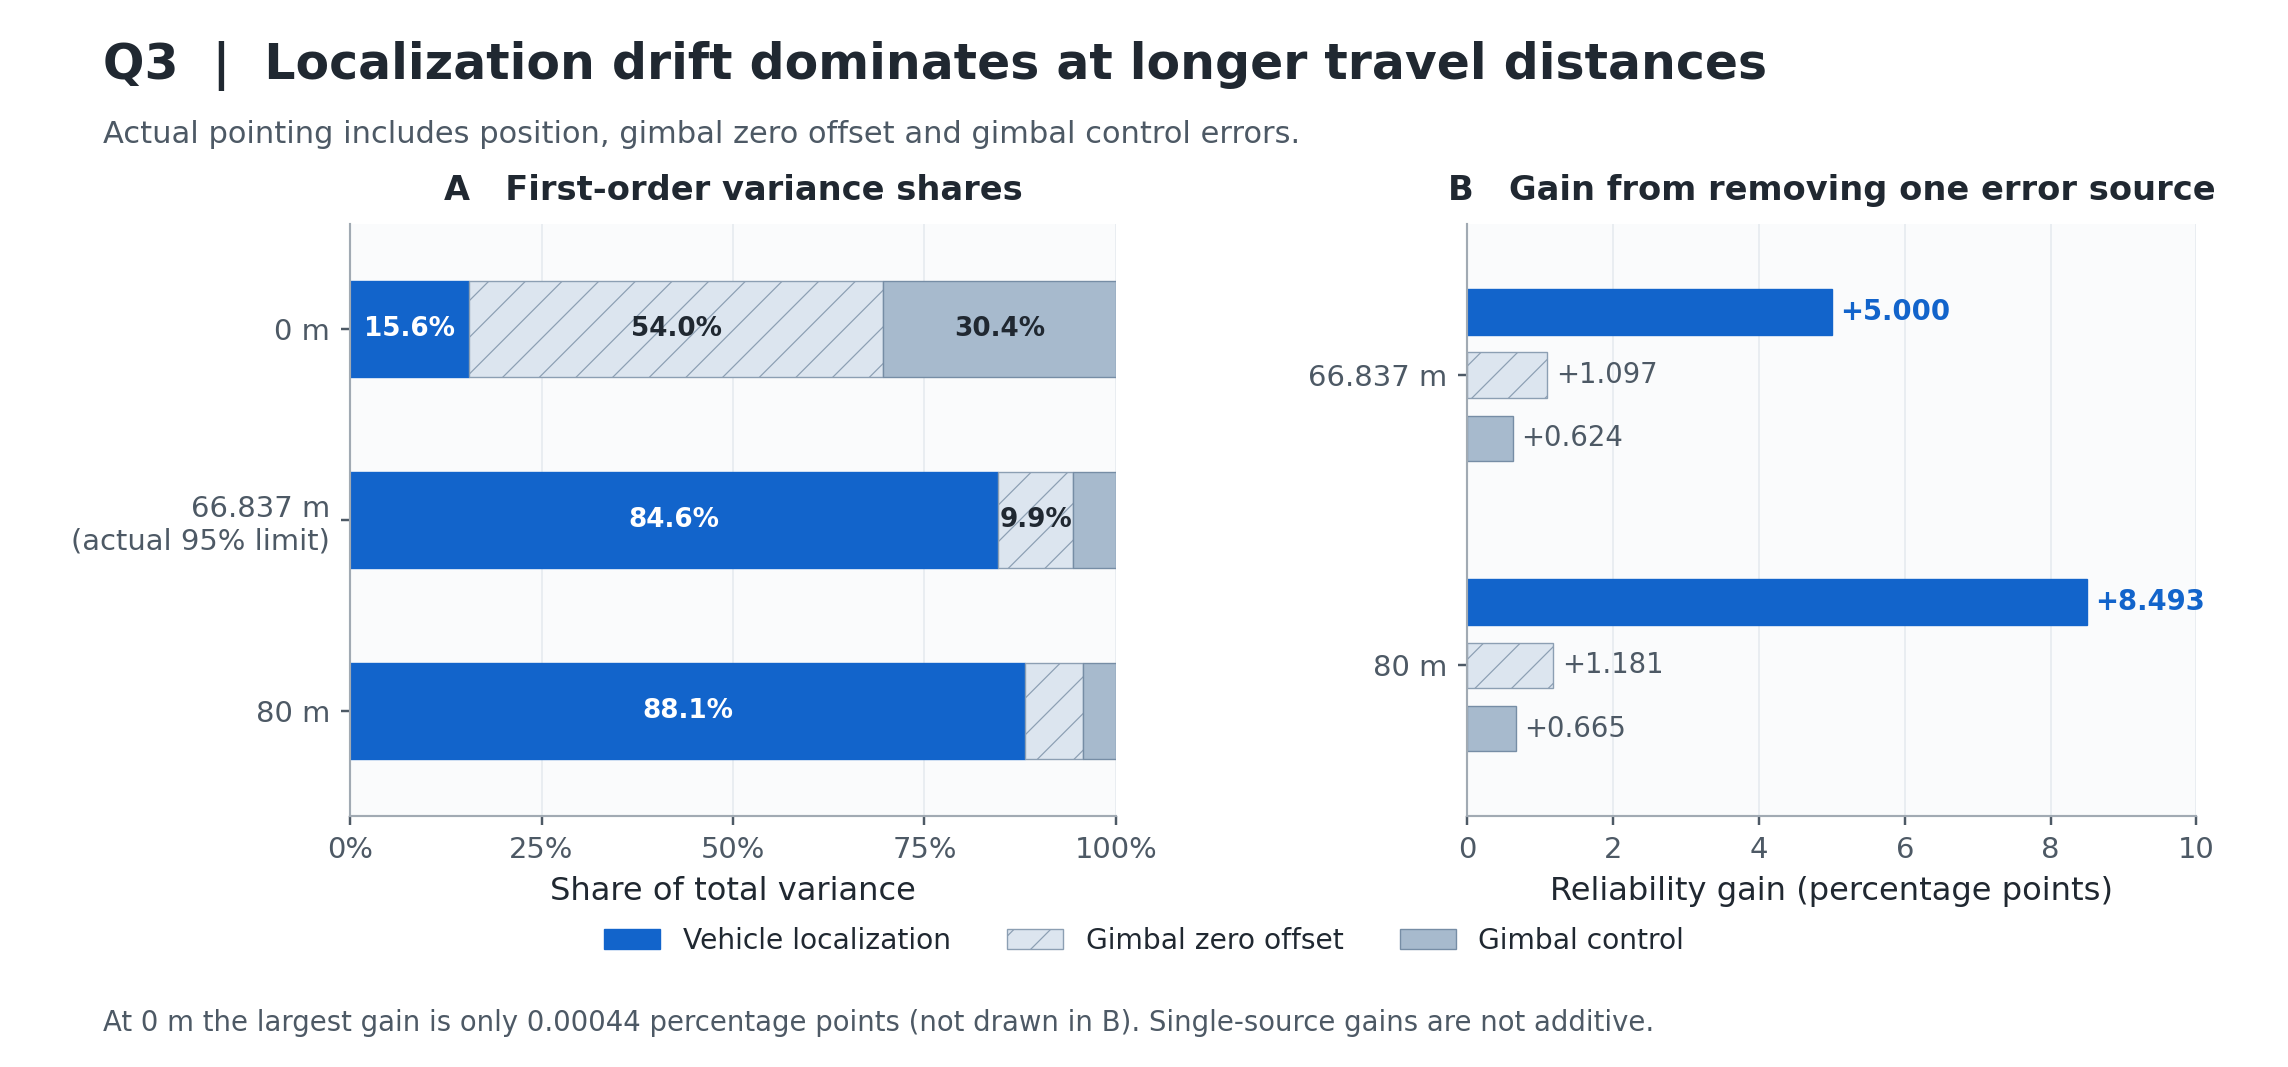 Q3 | Localization drift dominates at longer travel distances
Actual pointing includes position, gimbal zero offset and gimbal control errors.
A First-order variance shares
0 m
15.6%
54.0%
30.4%
66.837 m
(actual 95% limit)
84.6%
9.9%
80 m
88.1%
0%
25%
50%
75%
100%
Share of total variance
B Gain from removing one error source
66.837 m
+5.000
+1.097
+0.624
80 m
+8.493
+1.181
+0.665
0
2
4
6
8
10
Reliability gain (percentage points)
Vehicle localization
Gimbal zero offset
Gimbal control
At 0 m the largest gain is only 0.00044 percentage points (not drawn in B). Single-source gains are not additive.